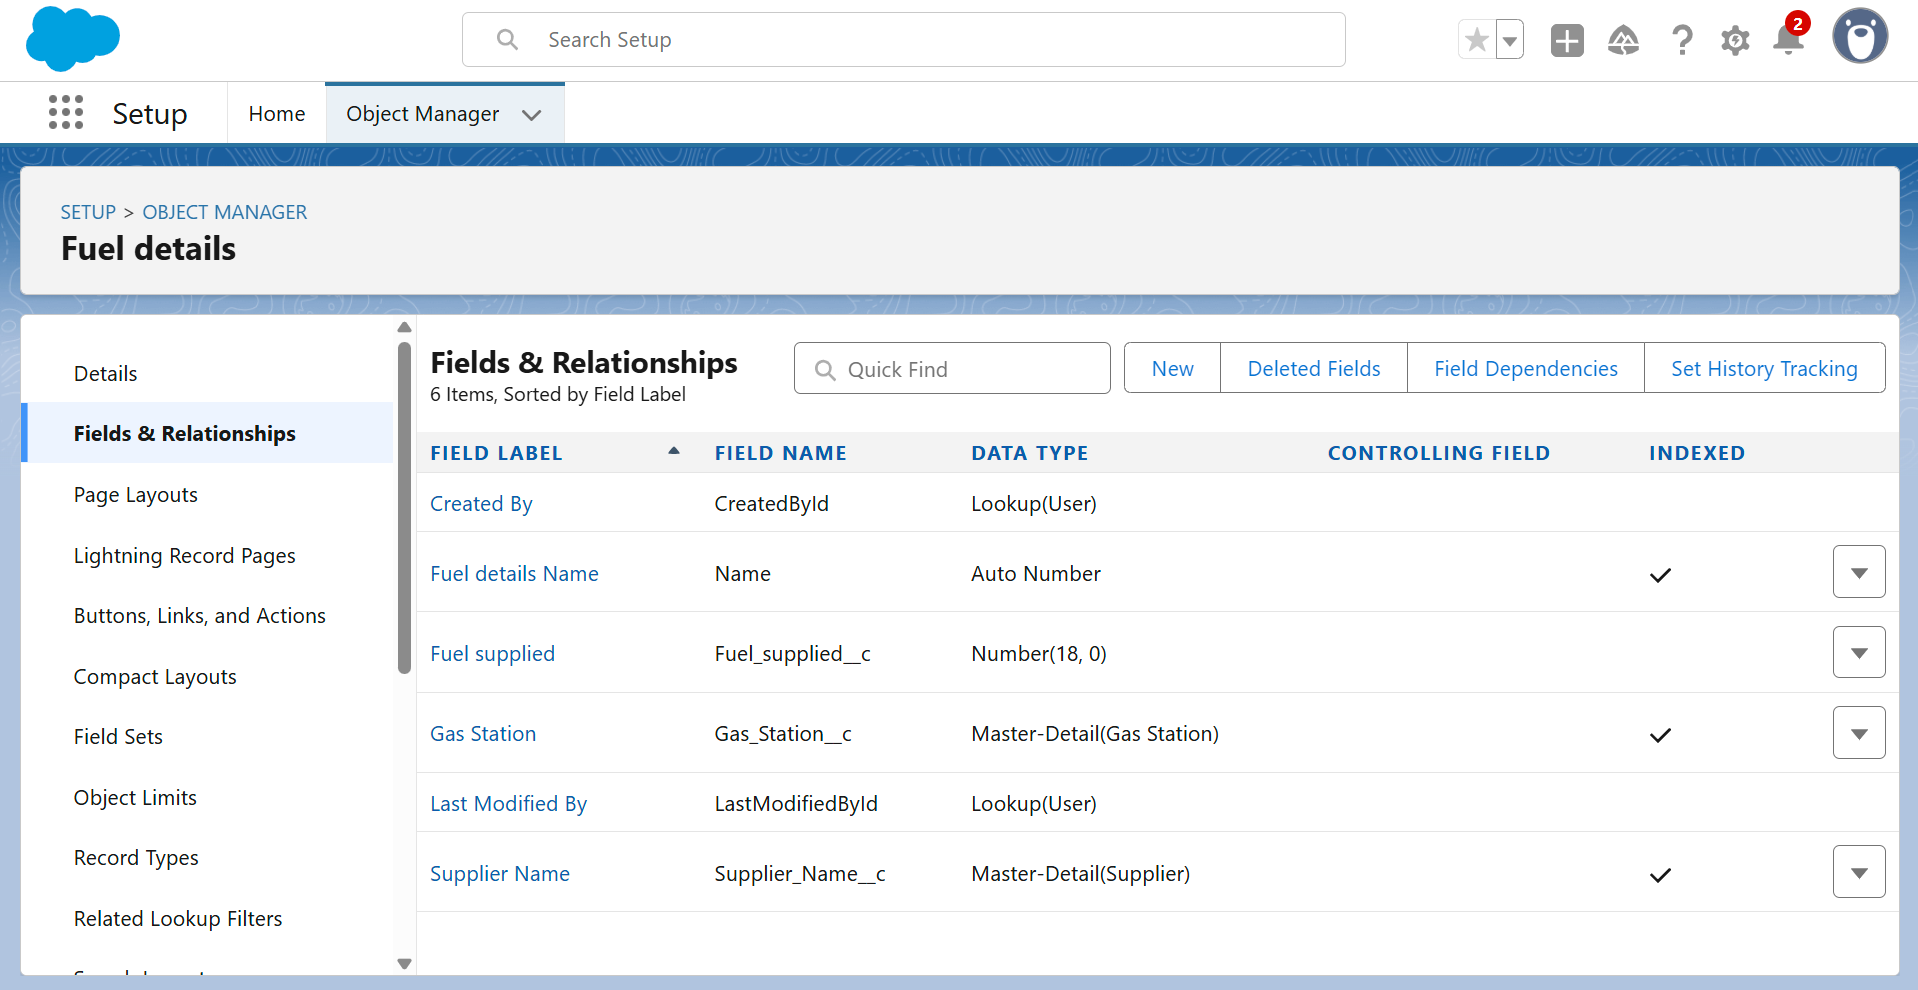 Search Setup
2
Setup
Home
Object Manager
SETUP > OBJECT MANAGER
Fuel details
Details
Fields & Relationships
Page Layouts
Lightning Record Pages
Buttons, Links, and Actions
Compact Layouts
Field Sets
Object Limits
Record Types
Related Lookup Filters
Fields & Relationships
6 Items, Sorted by Field Label
Quick Find
New
Deleted Fields
Field Dependencies
Set History Tracking
FIELD LABEL FIELD NAME DATA TYPE CONTROLLING FIELD INDEXED
Created By CreatedById Lookup(User)
Fuel details Name Name Auto Number
Fuel supplied Fuel_supplied__c Number(18, 0)
Gas Station Gas_Station__c Master-Detail(Gas Station)
Last Modified By LastModifiedById Lookup(User)
Supplier Name Supplier_Name__c Master-Detail(Supplier)